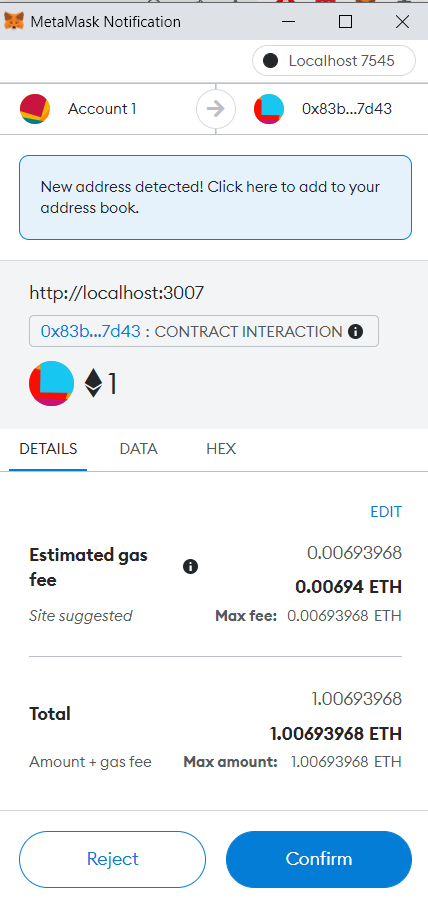 MetaMask Notification
Localhost 7545
Account 1
0x83b...7d43
New address detected! Click here to add to your
address book.
http://localhost:3007
0x83b...7d43 : CONTRACT INTERACTION
1
DETAILS DATA HEX
EDIT
Estimated gas
fee
0.00693968
0.00694 ETH
Site suggested
Max fee: 0.00693968 ETH
1.00693968
Total
1.00693968 ETH
Amount + gas fee
Max amount: 1.00693968 ETH
Reject
Confirm